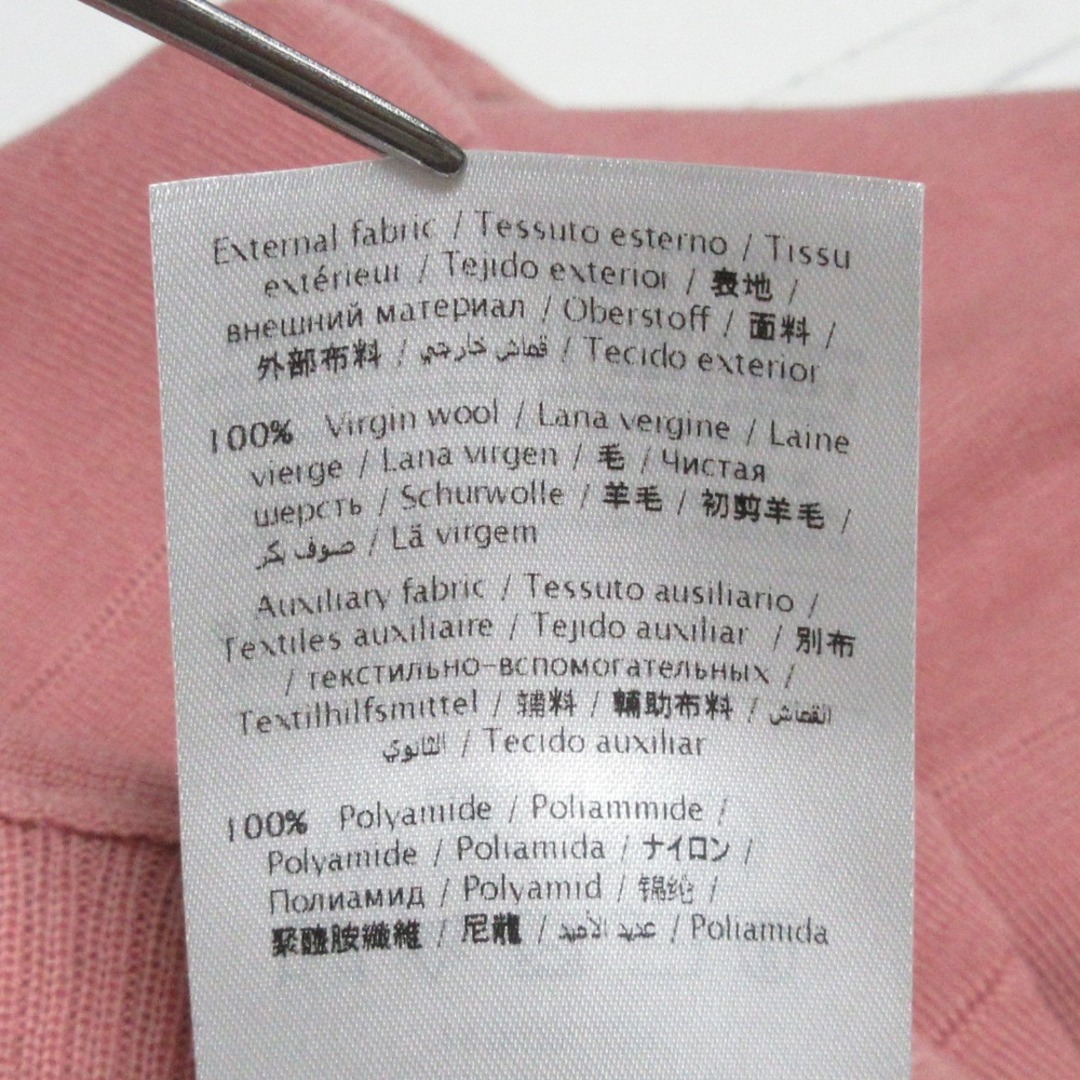 External fabric / Tessuto esterno / Tissu
extérieur / Tejido exterior / 表地 /
внешний материал / Oberstoff / 面料 /
外部布料 / قماش خارجي / Tecido exterior
100% Virgin wool / Lana vergine / Laine
vierge / Lana virgen / 毛 / Чистая
шерсть / Schurwolle / 羊毛 / 初剪羊毛 /
صوف بكر / Lã virgem
Auxiliary fabric / Tessuto ausiliario /
Textiles auxiliaire / Tejido auxiliar / 別布
/ текстильно-вспомогательных /
Textilhilfsmittel / 辅料 / 輔助布料 / القماش
الثانوي / Tecido auxiliar
100% Polyamide / Poliammide /
Polyamide / Poliamida / ナイロン /
Полиамид / Polyamid / 锦纶 /
聚醯胺纖維 / 尼龍 / عديد الأميد / Poliamida